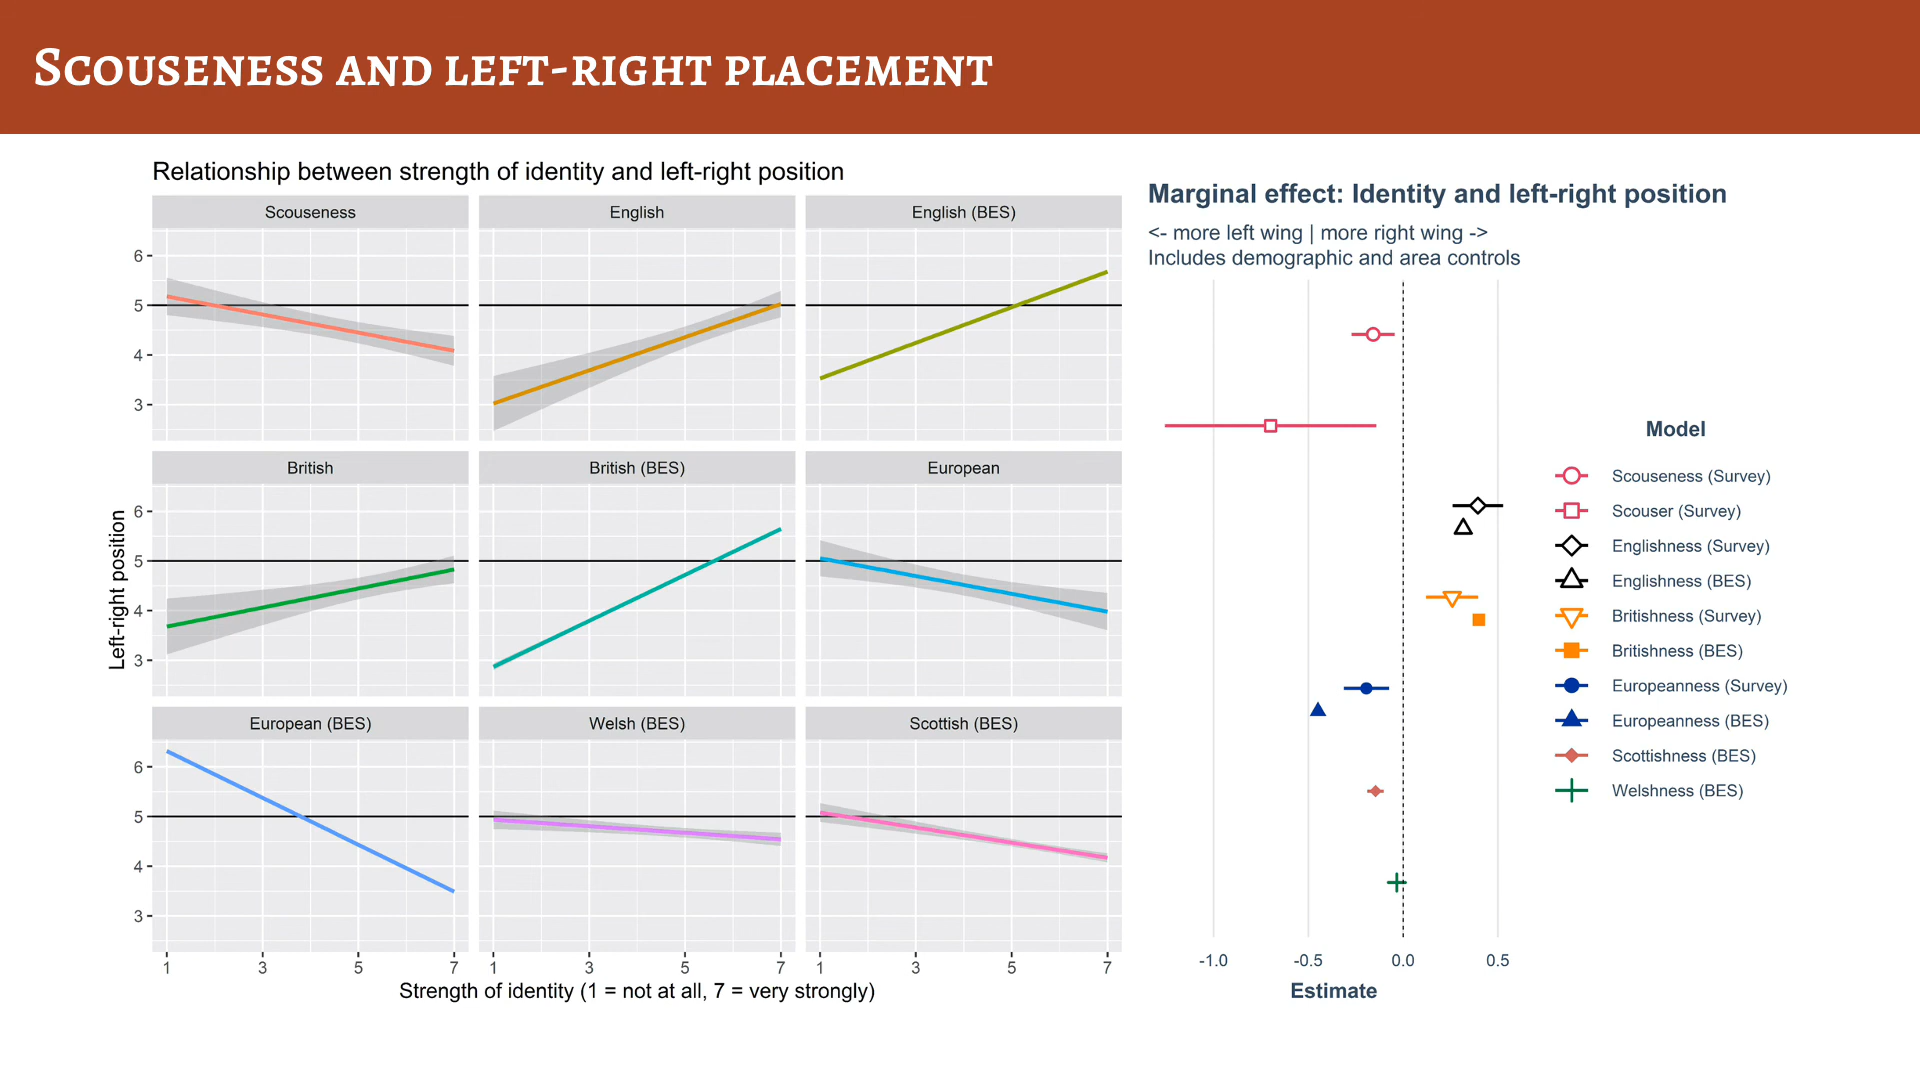 Scouseness and left-right placement
Relationship between strength of identity and left-right position
Scouseness
English
English (BES)
6
5
4
3
British
British (BES)
European
6
5
4
3
Left-right position
European (BES)
Welsh (BES)
Scottish (BES)
6
5
4
3
1 3 5 7 1 3 5 7 1 3 5 7
Strength of identity (1 = not at all, 7 = very strongly)
Marginal effect: Identity and left-right position
<- more left wing | more right wing ->
Includes demographic and area controls
-1.0 -0.5 0.0 0.5
Estimate
Model
Scouseness (Survey)
Scouser (Survey)
Englishness (Survey)
Englishness (BES)
Britishness (Survey)
Britishness (BES)
Europeanness (Survey)
Europeanness (BES)
Scottishness (BES)
Welshness (BES)